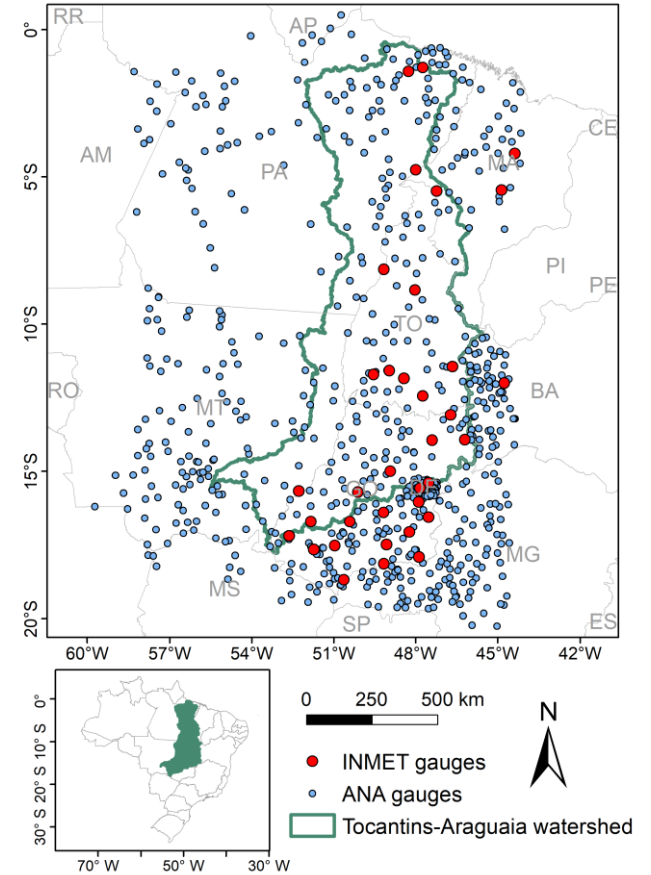 RR
AP
0°
AM
PA
MA
CE
5°S
PI
PE
10°S
TO
RO
MT
BA
15°S
GO
DF
MG
MS
20°S
SP
ES
60°W 57°W 54°W 51°W 48°W 45°W 42°W
0°
10° S
20° S
30° S
70° W 50° W 30° W
0 250 500 km
N
INMET gauges
ANA gauges
Tocantins-Araguaia watershed